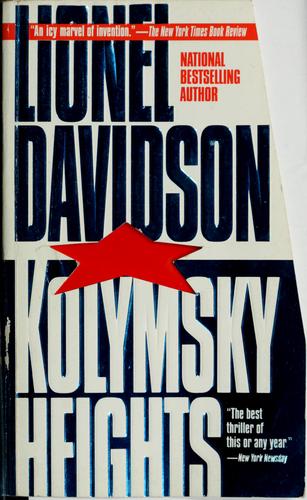 "An icy marvel of invention."—The New York Times Book Review
LIONEL
NATIONAL
BESTSELLING
AUTHOR
DAVIDSON
KOLYMSKY
HEIGHTS
"The best
thriller of
this or any year."
—New York Newsday